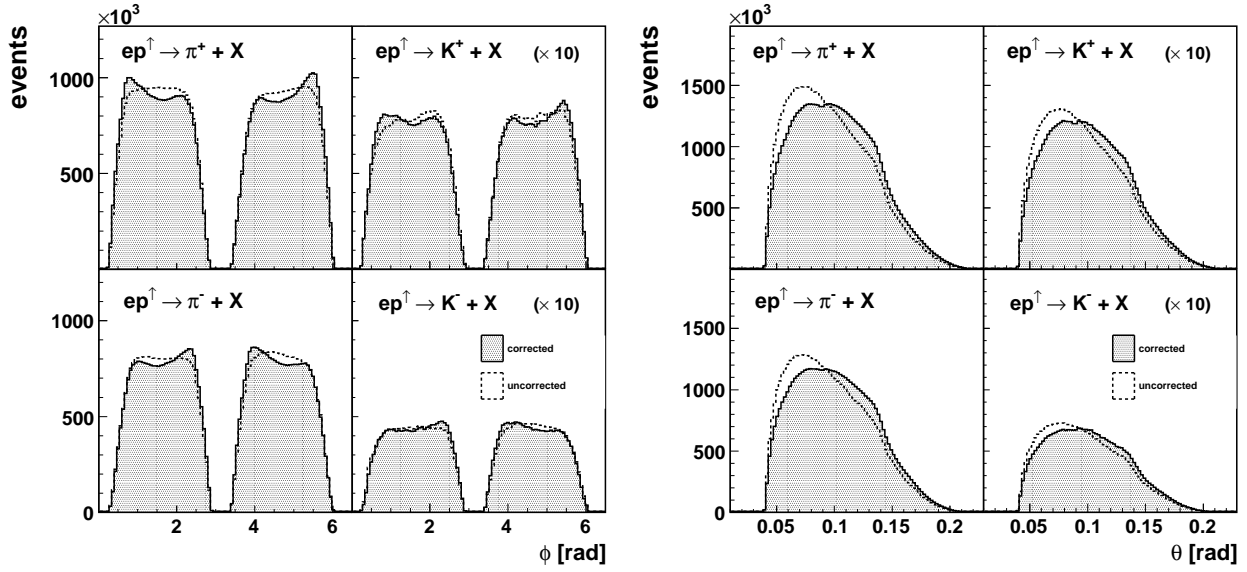 ×10³
events
ep↑ → π⁺ + X
ep↑ → K⁺ + X (× 10)
1000
500
ep↑ → π⁻ + X
ep↑ → K⁻ + X (× 10)
1000
corrected
uncorrected
500
0
2 4 6 2 4 6
ϕ [rad]
×10³
events
ep↑ → π⁺ + X
ep↑ → K⁺ + X (× 10)
1500
1000
500
ep↑ → π⁻ + X
ep↑ → K⁻ + X (× 10)
1500
corrected
uncorrected
1000
500
0
0.05 0.1 0.15 0.2 0.05 0.1 0.15 0.2
θ [rad]